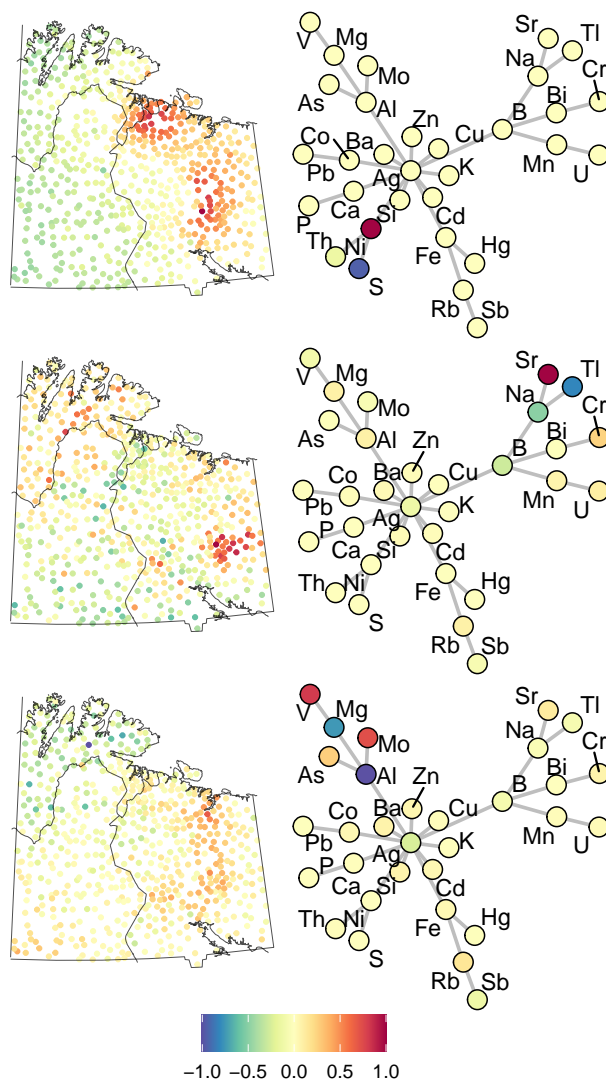 Sr
Tl
V
Mg
Na
Cr
As
Mo
Al
Zn
Cu
B
Bi
Co
Ba
Mn
U
Pb
Ag
K
P
Ca
Si
Cd
Th
Ni
S
Fe
Hg
Rb
Sb
Sr
Tl
V
Mg
Na
Cr
As
Mo
Al
Zn
Cu
B
Bi
Co
Ba
Mn
U
Pb
Ag
K
P
Ca
Si
Cd
Th
Ni
S
Fe
Hg
Rb
Sb
V
Mg
Sr
Tl
Na
Cr
As
Mo
Al
Zn
Cu
B
Bi
Co
Ba
Mn
U
Pb
Ag
K
P
Ca
Si
Cd
Th
Ni
S
Fe
Hg
Rb
Sb
−1.0 −0.5 0.0 0.5 1.0